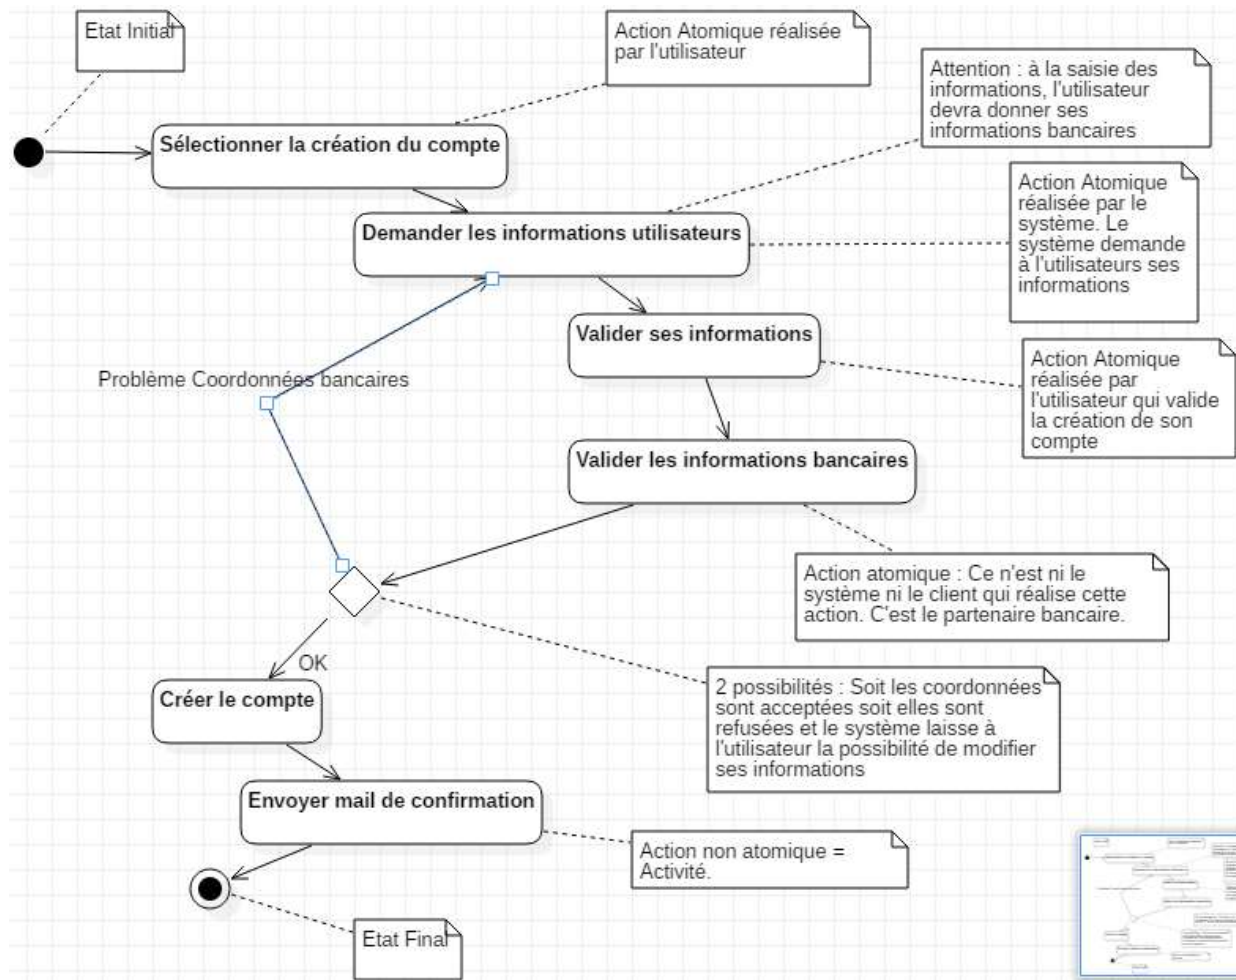 Etat Initial
Action Atomique réalisée
par l'utilisateur
Attention : à la saisie des
informations, l'utilisateur
devra donner ses
informations bancaires
Sélectionner la création du compte
Action Atomique
réalisée par le
système. Le
système demande
à l'utilisateurs ses
informations
Demander les informations utilisateurs
Valider ses informations
Action Atomique
réalisée par
l'utilisateur qui valide
la création de son
compte
Problème Coordonnées bancaires
Valider les informations bancaires
Action atomique : Ce n'est ni le
système ni le client qui réalise cette
action. C'est le partenaire bancaire.
OK
2 possibilités : Soit les coordonnées
sont acceptées soit elles sont
refusées et le système laisse à
l'utilisateur la possibilité de modifier
ses informations
Créer le compte
Envoyer mail de confirmation
Action non atomique =
Activité.
Etat Final